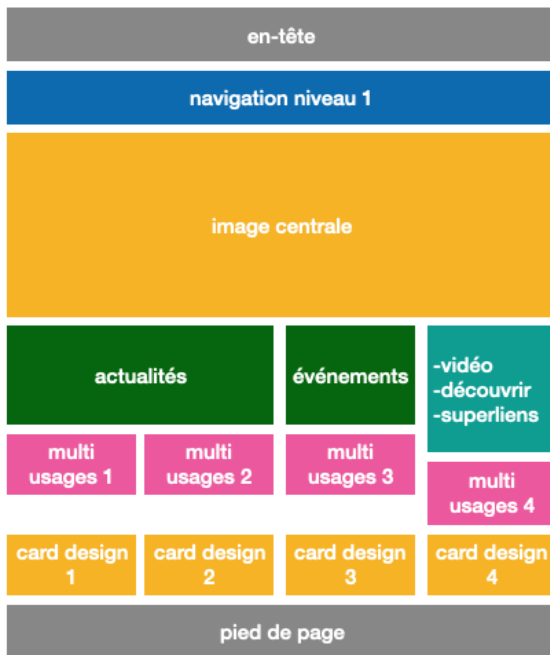 en-tête
navigation niveau 1
image centrale
actualités
événements
-vidéo
-découvrir
-superliens
multi
usages 1
multi
usages 2
multi
usages 3
multi
usages 4
card design
1
card design
2
card design
3
card design
4
pied de page